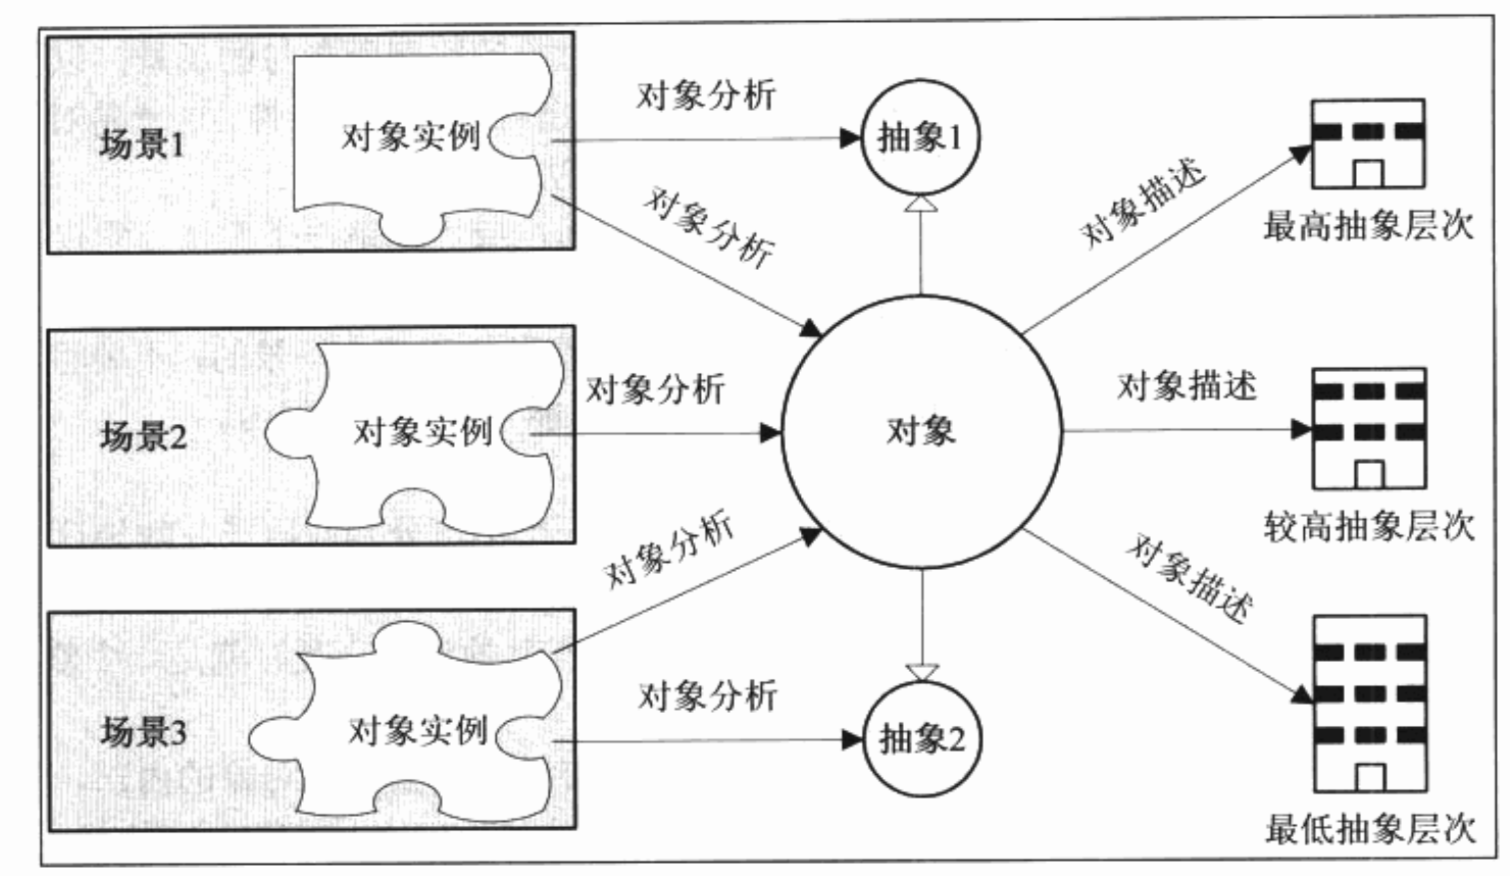 场景1
对象实例
对象分析
抽象1
对象分析
对象描述
最高抽象层次
场景2
对象实例
对象分析
对象
对象描述
较高抽象层次
场景3
对象实例
对象分析
对象分析
抽象2
对象描述
最低抽象层次